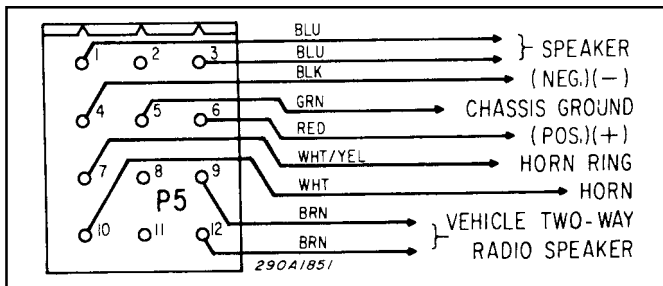 1 2 3 BLU
BLU } SPEAKER
BLK (NEG.)(−)
4 5 6 GRN CHASSIS GROUND
RED (POS.)(+)
7 8 9 WHT/YEL HORN RING
WHT HORN
P5
10 11 12 BRN } VEHICLE TWO-WAY
BRN RADIO SPEAKER
290A1851